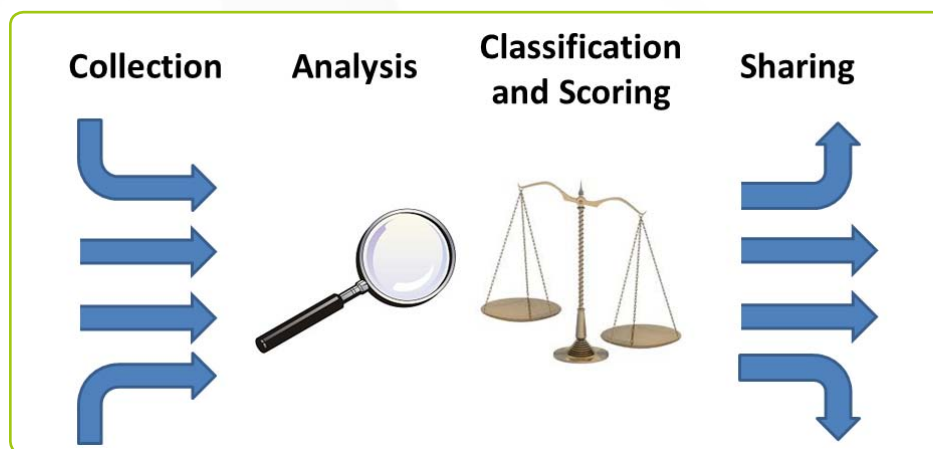 Collection
Analysis
Classification
and Scoring
Sharing